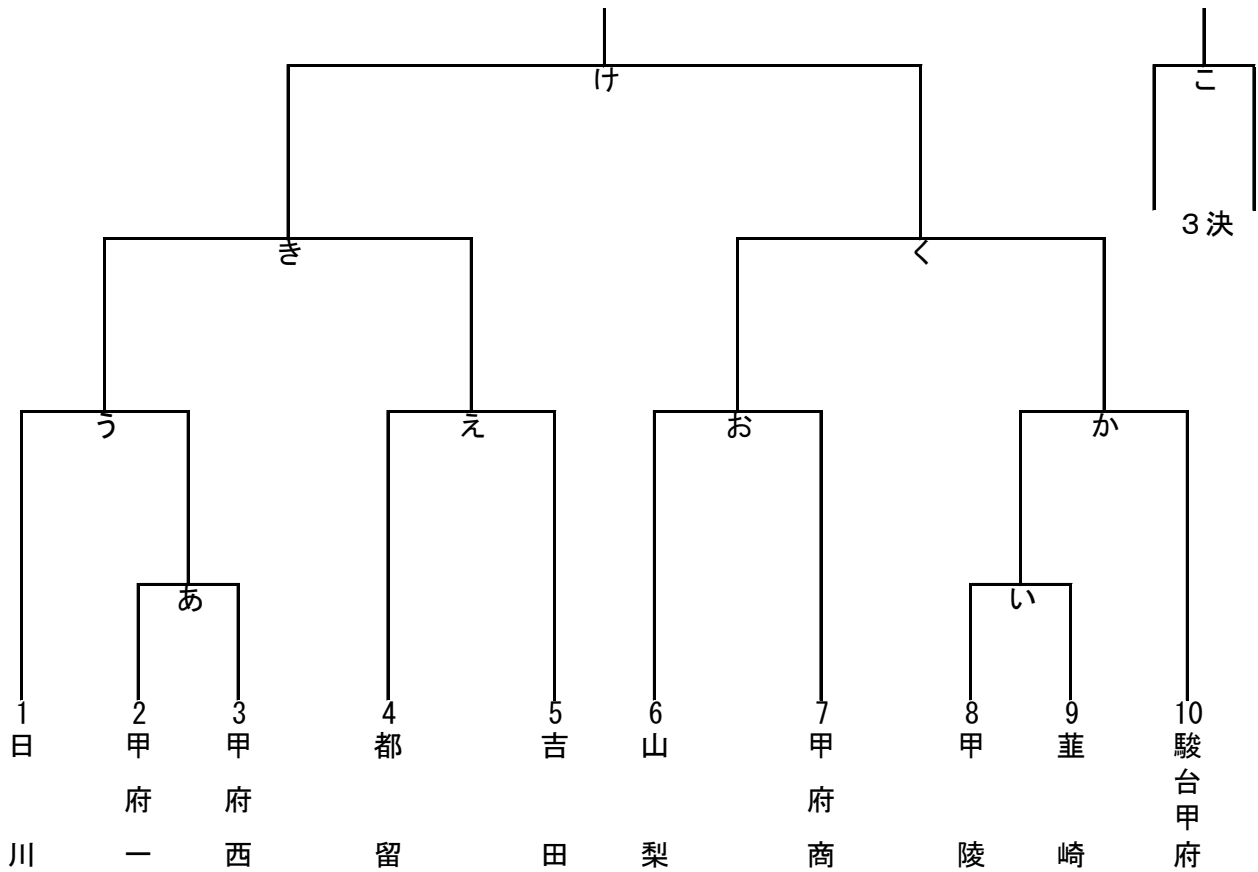 け
こ
3決
き
く
う
え
お
か
あ
い
1
日川
2
甲府一
3
甲府西
4
都留
5
吉田
6
山梨
7
甲府商
8
甲陵
9
韮崎
10
駿台甲府